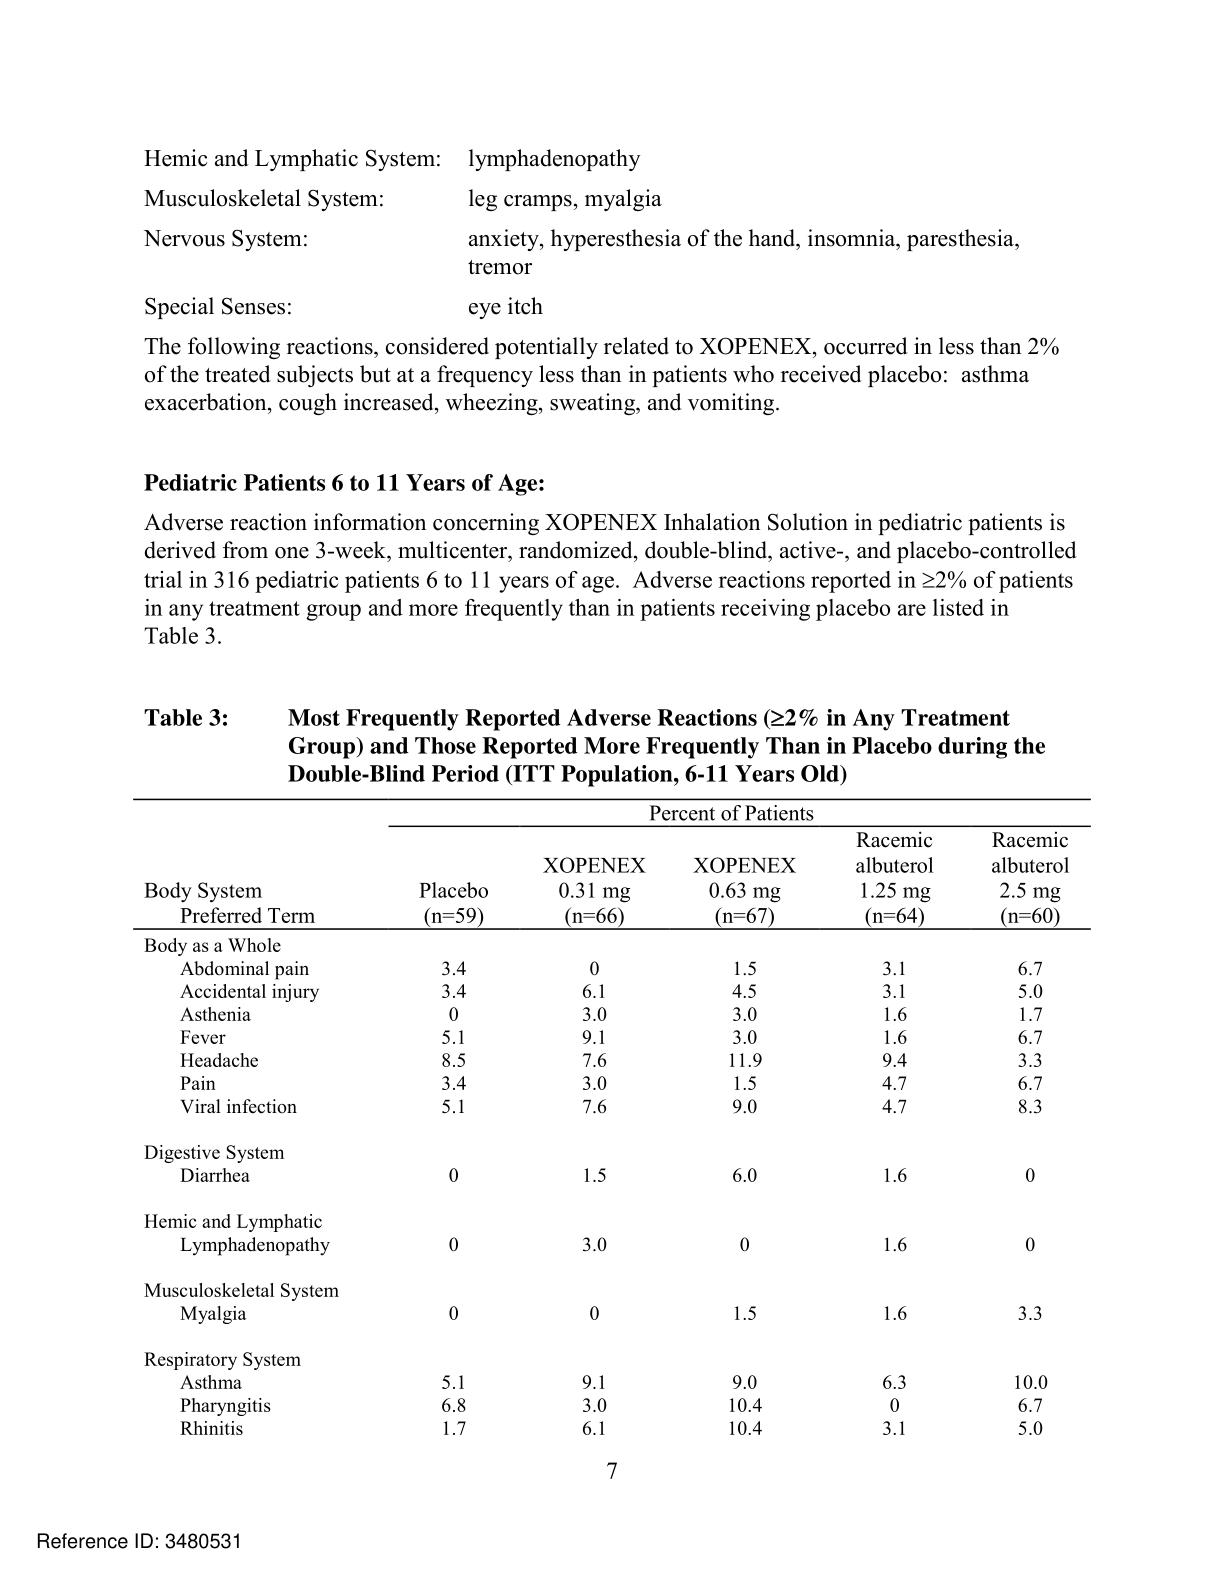 Hemic and Lymphatic System: lymphadenopathy
Musculoskeletal System: leg cramps, myalgia
Nervous System: anxiety, hyperesthesia of the hand, insomnia, paresthesia,
tremor
Special Senses: eye itch
The following reactions, considered potentially related to XOPENEX, occurred in less than 2%
of the treated subjects but at a frequency less than in patients who received placebo: asthma
exacerbation, cough increased, wheezing, sweating, and vomiting.
Pediatric Patients 6 to 11 Years of Age:
Adverse reaction information concerning XOPENEX Inhalation Solution in pediatric patients is
derived from one 3-week, multicenter, randomized, double-blind, active-, and placebo-controlled
trial in 316 pediatric patients 6 to 11 years of age. Adverse reactions reported in ≥2% of patients
in any treatment group and more frequently than in patients receiving placebo are listed in
Table 3.
Table 3: Most Frequently Reported Adverse Reactions (≥2% in Any Treatment
Group) and Those Reported More Frequently Than in Placebo during the
Double-Blind Period (ITT Population, 6-11 Years Old)
Percent of Patients
Racemic Racemic
XOPENEX XOPENEX albuterol albuterol
Body System Placebo 0.31 mg 0.63 mg 1.25 mg 2.5 mg
Preferred Term (n=59) (n=66) (n=67) (n=64) (n=60)
Body as a Whole
Abdominal pain 3.4 0 1.5 3.1 6.7
Accidental injury 3.4 6.1 4.5 3.1 5.0
Asthenia 0 3.0 3.0 1.6 1.7
Fever 5.1 9.1 3.0 1.6 6.7
Headache 8.5 7.6 11.9 9.4 3.3
Pain 3.4 3.0 1.5 4.7 6.7
Viral infection 5.1 7.6 9.0 4.7 8.3
Digestive System
Diarrhea 0 1.5 6.0 1.6 0
Hemic and Lymphatic
Lymphadenopathy 0 3.0 0 1.6 0
Musculoskeletal System
Myalgia 0 0 1.5 1.6 3.3
Respiratory System
Asthma 5.1 9.1 9.0 6.3 10.0
Pharyngitis 6.8 3.0 10.4 0 6.7
Rhinitis 1.7 6.1 10.4 3.1 5.0
7
Reference ID: 3480531